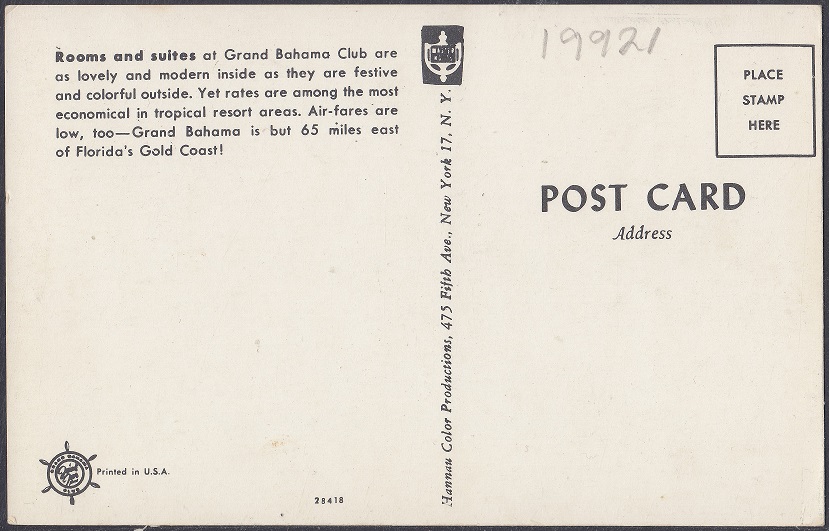 Rooms and suites at Grand Bahama Club are
as lovely and modern inside as they are festive
and colorful outside. Yet rates are among the most
economical in tropical resort areas. Air-fares are
low, too—Grand Bahama is but 65 miles east
of Florida's Gold Coast!
Printed in U.S.A.
28418
Hannau Color Productions, 475 Fifth Ave., New York 17, N. Y.
19921
PLACE
STAMP
HERE
POST CARD
Address
GRAND BAHAMA
CLUB